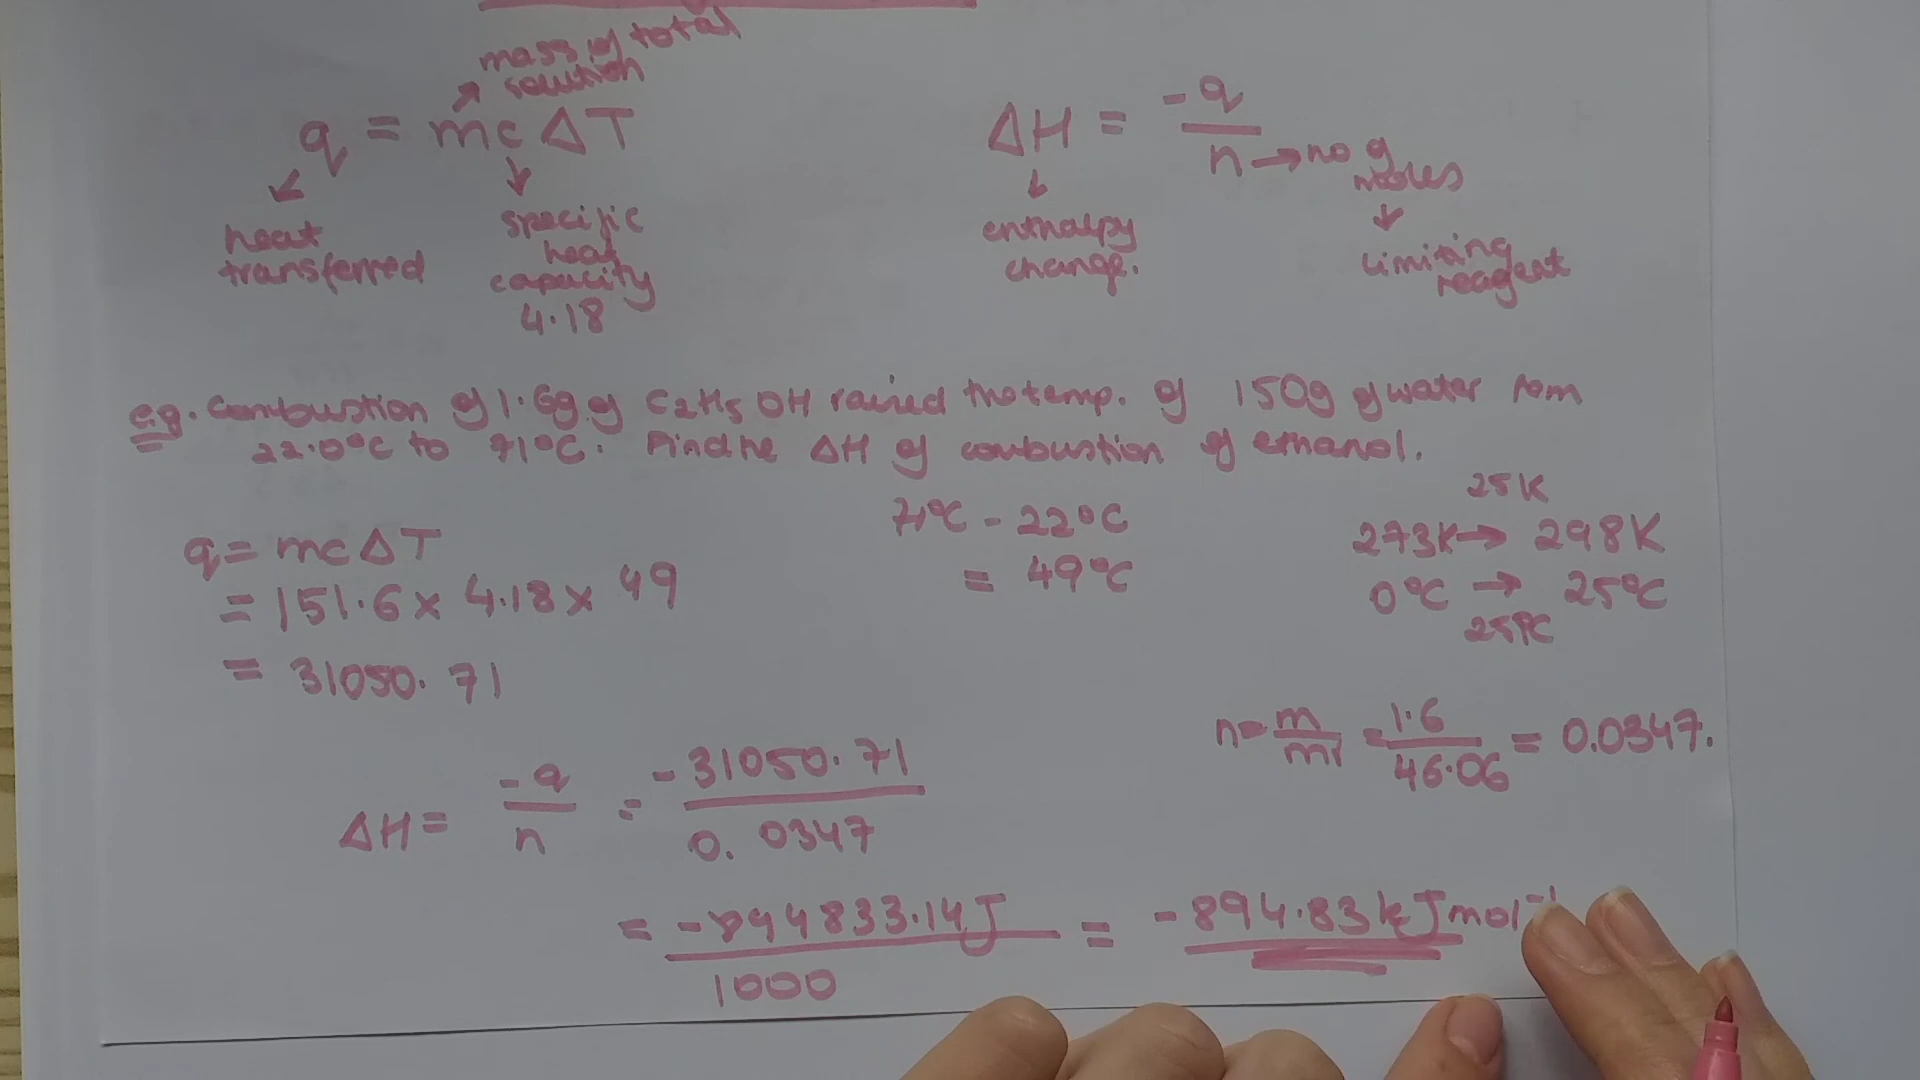 mass of total
solution
q = mcΔT
heat
transferred
specific
heat
capacity
4.18
ΔH = -q/n → no of
moles
enthalpy
change.
limiting
reagent
e.g. Combustion of 1.6g of C2H5OH raised the temp. of 150g of water from
22.0°C to 71°C. Find the ΔH of combustion of ethanol.
q = mcΔT
= 151.6 x 4.18 x 49
= 31050.71
71°C - 22°C
= 49°C
25K
273K → 298K
0°C → 25°C
25°C
n = m/Mr = 1.6/46.06 = 0.0347.
ΔH = -q/n = -31050.71/0.0347
= -894833.14J/1000 = -894.83kJmol-1